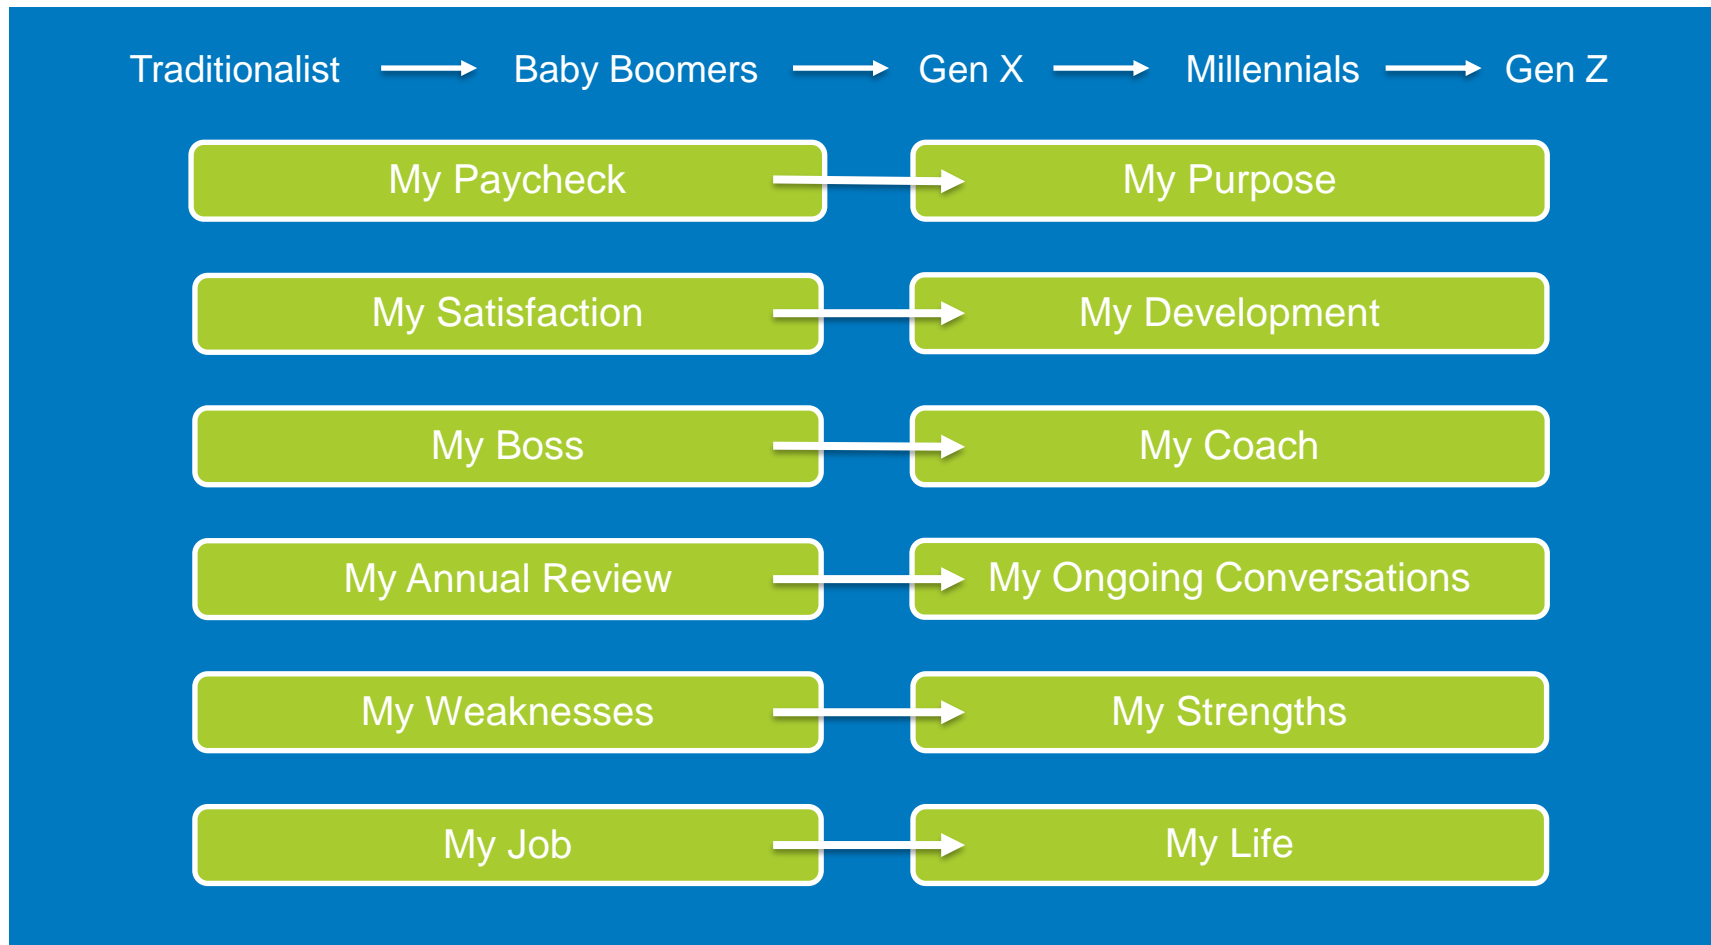 Traditionalist Baby Boomers Gen X Millennials Gen Z
My Paycheck My Purpose
My Satisfaction My Development
My Boss My Coach
My Annual Review My Ongoing Conversations
My Weaknesses My Strengths
My Job My Life